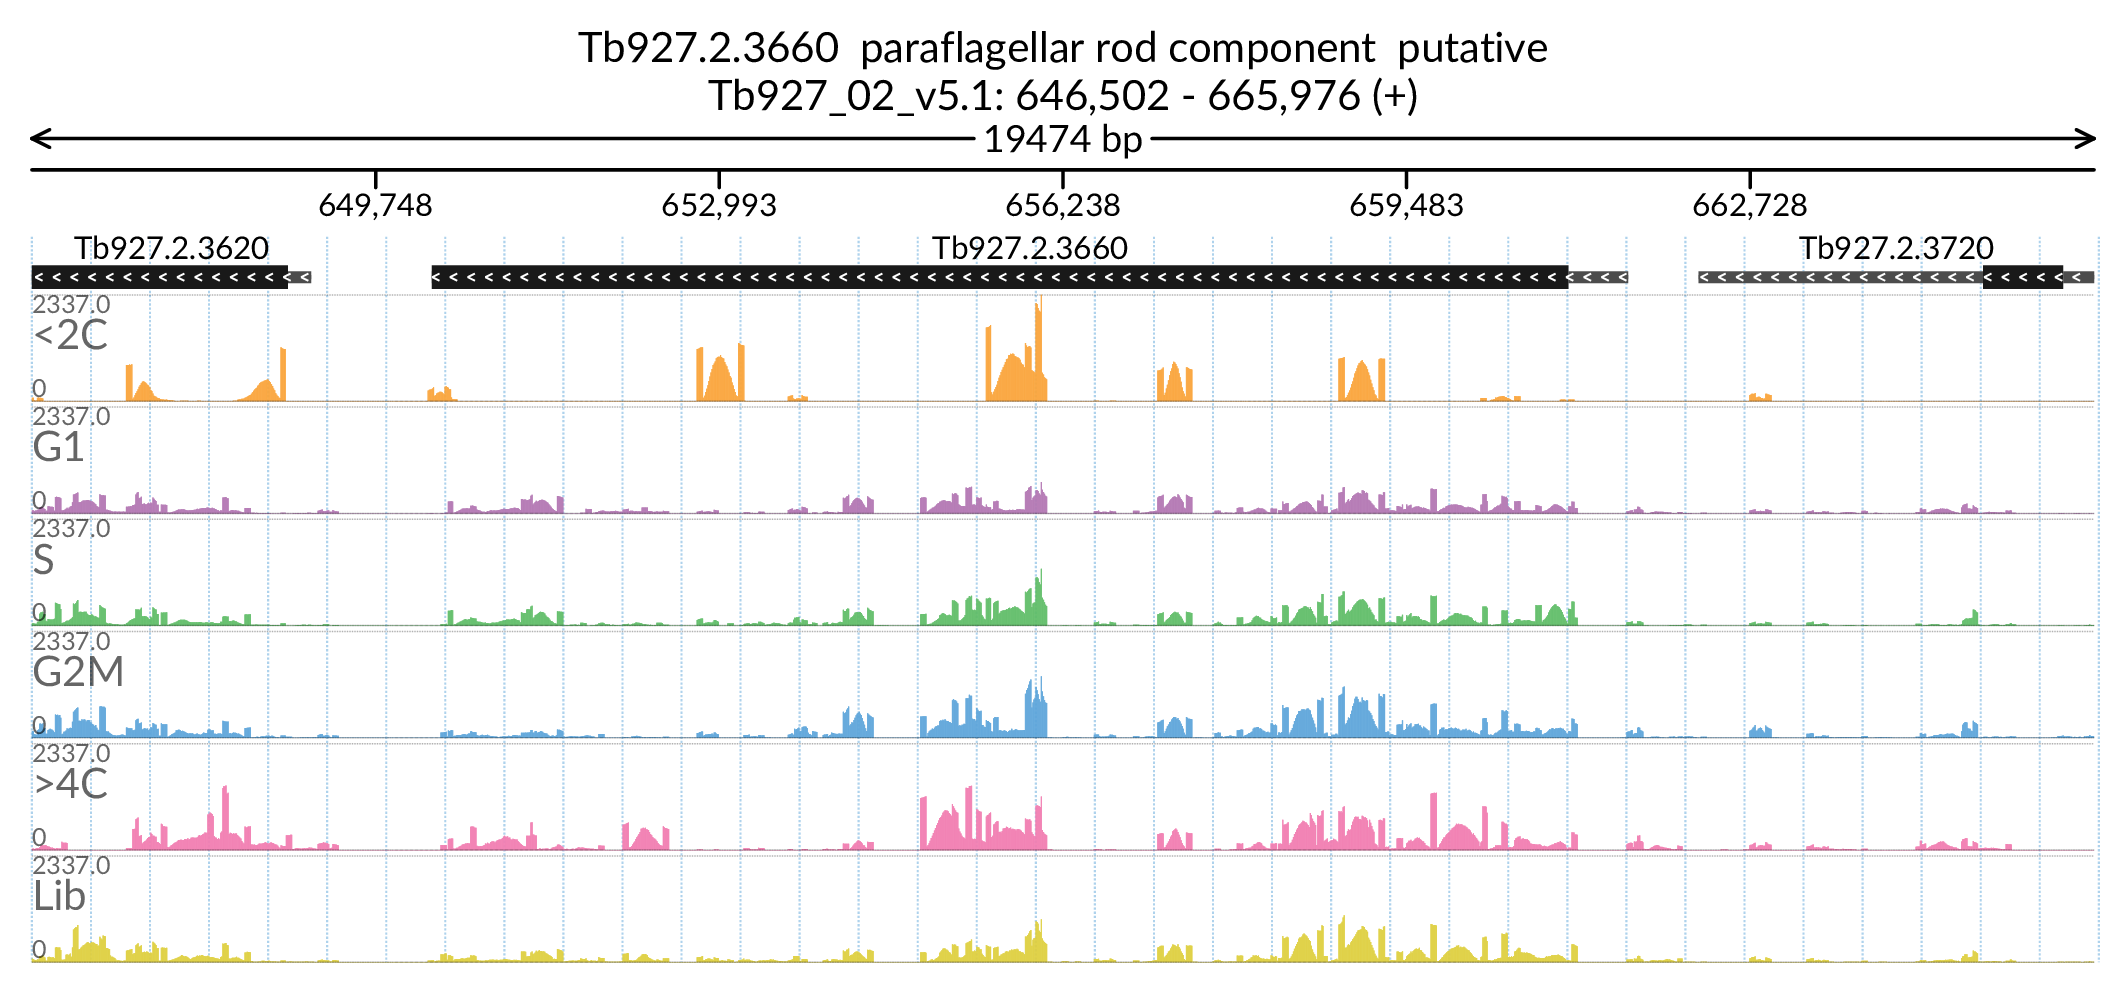 Tb927.2.3660  paraflagellar rod component  putative
Tb927_02_v5.1: 646,502 - 665,976 (+)
19474 bp
649,748 652,993 656,238 659,483 662,728
Tb927.2.3620 Tb927.2.3660 Tb927.2.3720
2337.0
<2C
0
2337.0
G1
0
2337.0
S
0
2337.0
G2M
0
2337.0
>4C
0
2337.0
Lib
0